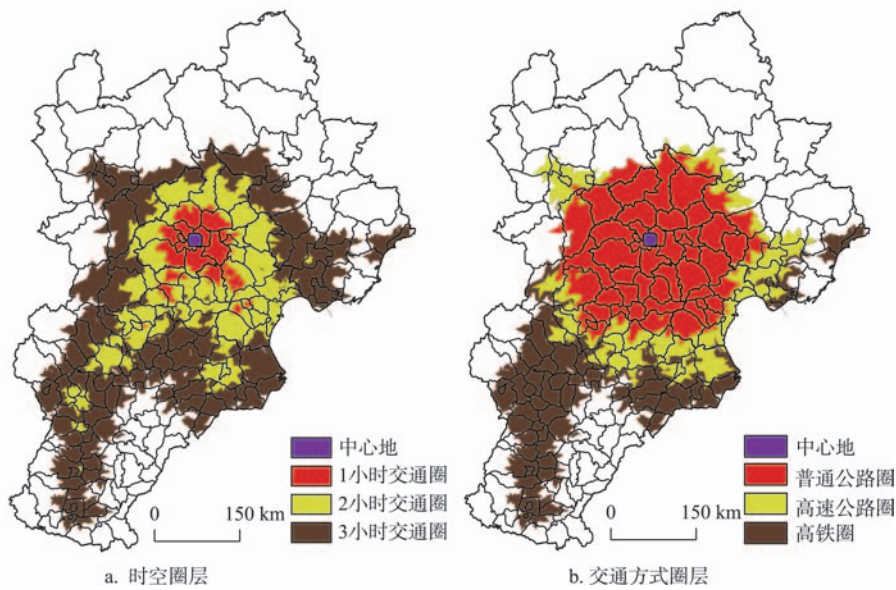 中心地
1小时交通圈
2小时交通圈
3小时交通圈
0 150 km
a. 时空圈层
中心地
普通公路圈
高速公路圈
高铁圈
0 150 km
b. 交通方式圈层